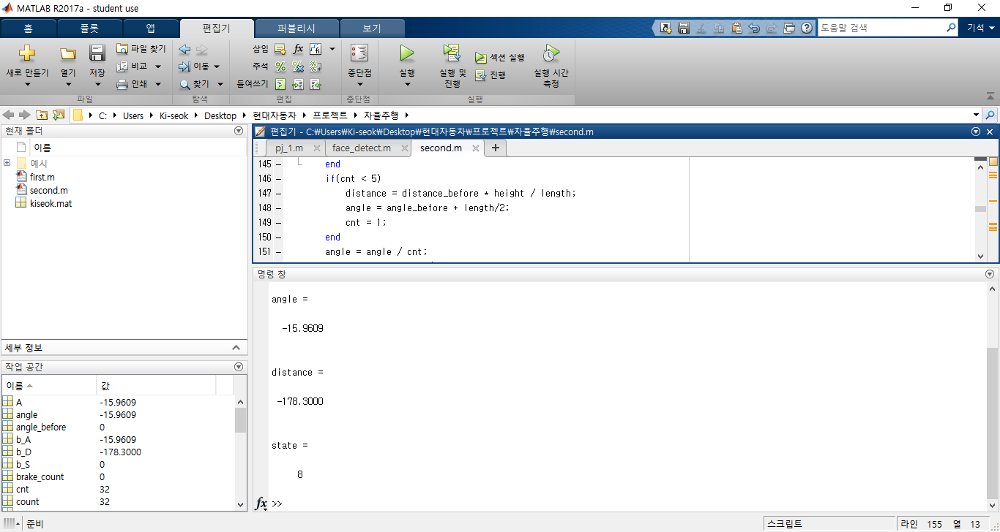 MATLAB R2017a - student use
홈 플롯 앱 편집기 퍼블리시 보기 도움말 검색 기석
새로 만들기 열기 저장 파일 찾기 비교 인쇄 이동 찾기 삽입 fx 주석 들여쓰기 중단점 실행 실행 및 진행 섹션 실행 진행 실행 시간 측정
파일 탐색 편집 중단점 실행
C: Users Ki-seok Desktop 현대자동차 프로젝트 자율주행
현재 폴더
이름
예시
first.m
second.m
kiseok.mat
세부 정보
작업 공간
이름 값
A -15.9609
angle -15.9609
angle_before 0
b_A -15.9609
b_D -178.3000
b_S 0
brake_count 0
cnt 32
count 32
편집기 - C:₩Users₩Ki-seok₩Desktop₩현대자동차₩프로젝트₩자율주행₩second.m
pj_1.m face_detect.m second.m +
145 – end
146 – if(cnt < 5)
147 – distance = distance_before * height / length;
148 – angle = angle_before + length/2;
149 – cnt = 1;
150 – end
151 – angle = angle / cnt;
명령 창
angle =
-15.9609
distance =
-178.3000
state =
8
fx >>
준비 스크립트 라인 155 열 13